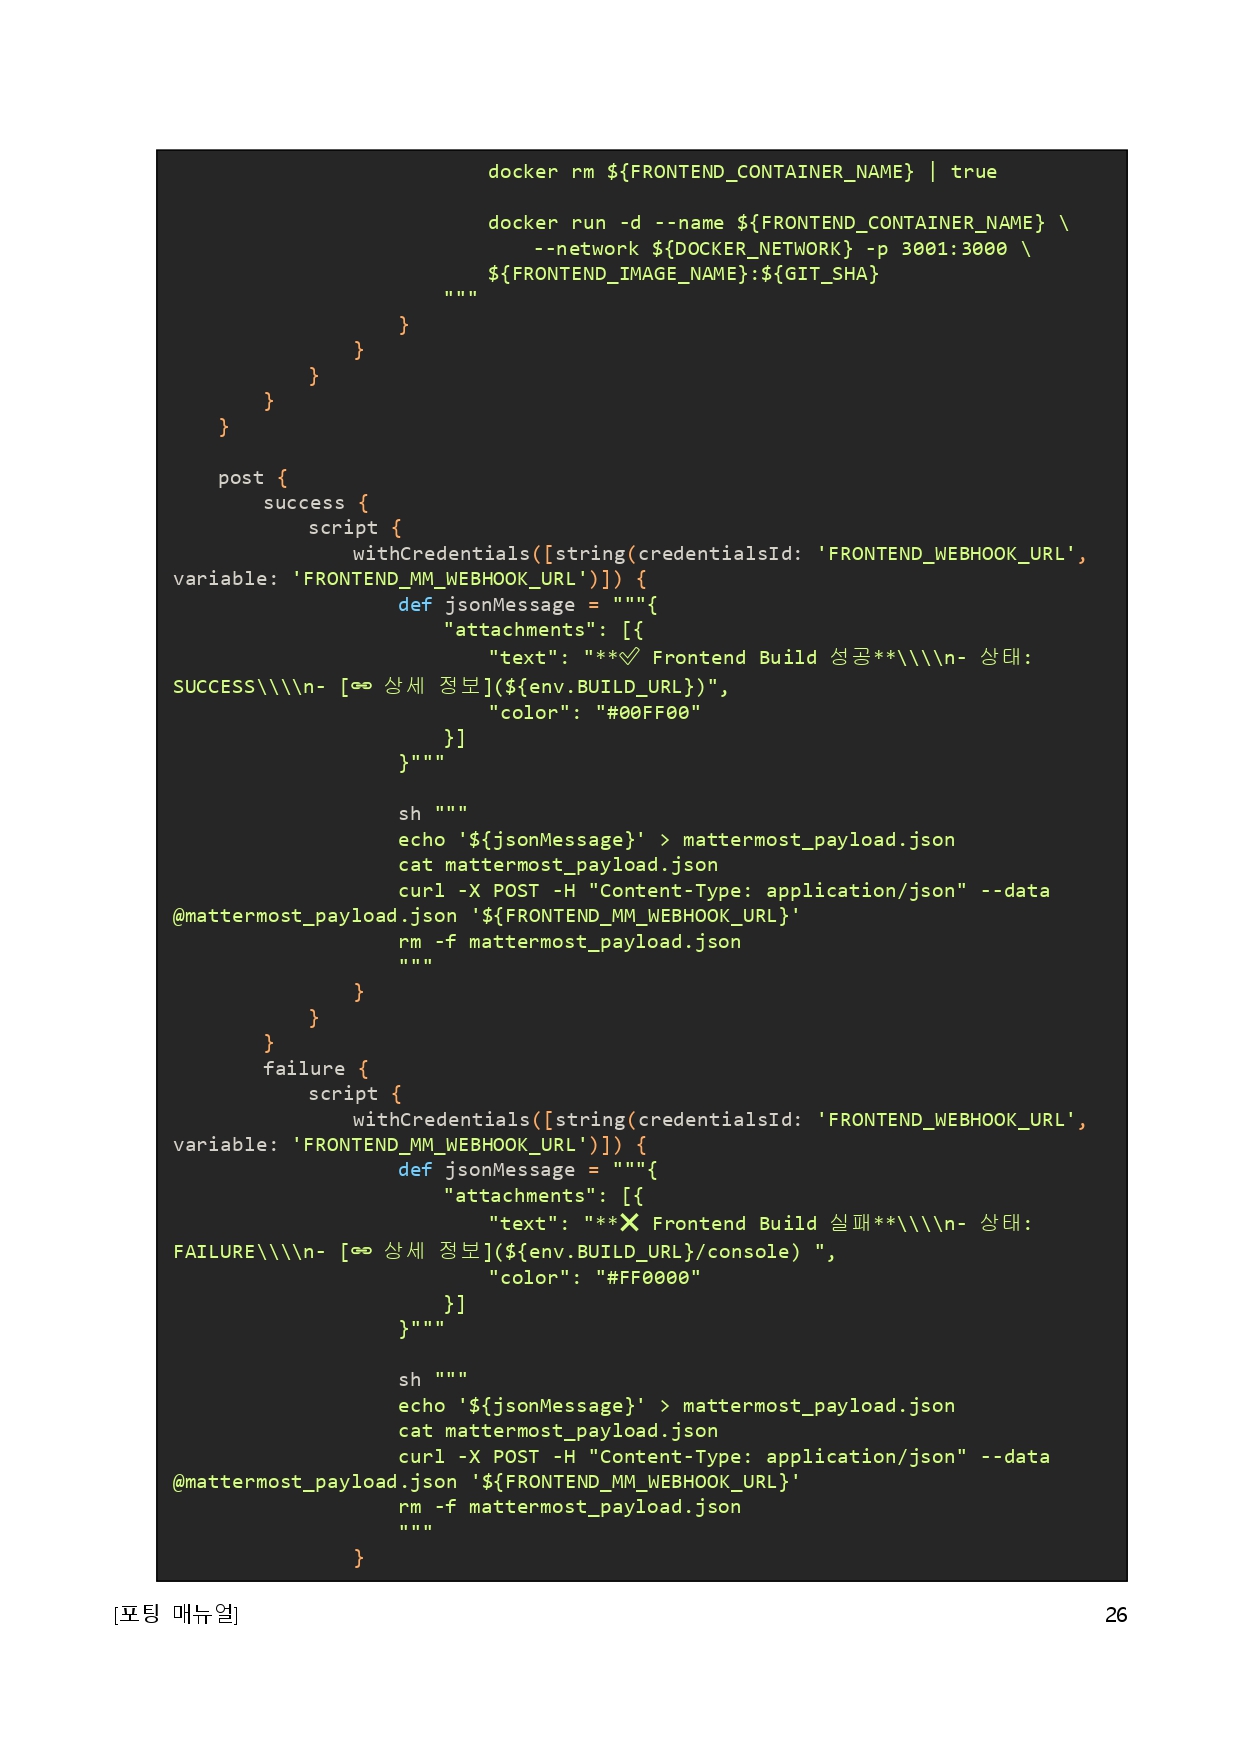 docker rm ${FRONTEND_CONTAINER_NAME} | true
docker run -d --name ${FRONTEND_CONTAINER_NAME} \
--network ${DOCKER_NETWORK} -p 3001:3000 \
${FRONTEND_IMAGE_NAME}:${GIT_SHA}
"""
}
}
}
}
}
post {
success {
script {
withCredentials([string(credentialsId: 'FRONTEND_WEBHOOK_URL',
variable: 'FRONTEND_MM_WEBHOOK_URL')]) {
def jsonMessage = """{
"attachments": [{
"text": "**✅ Frontend Build 성공**\\\\n- 상태:
SUCCESS\\\\n- [🔗 상세 정보](${env.BUILD_URL})",
"color": "#00FF00"
}]
}"""
sh """
echo '${jsonMessage}' > mattermost_payload.json
cat mattermost_payload.json
curl -X POST -H "Content-Type: application/json" --data
@mattermost_payload.json '${FRONTEND_MM_WEBHOOK_URL}'
rm -f mattermost_payload.json
"""
}
}
}
failure {
script {
withCredentials([string(credentialsId: 'FRONTEND_WEBHOOK_URL',
variable: 'FRONTEND_MM_WEBHOOK_URL')]) {
def jsonMessage = """{
"attachments": [{
"text": "**❌ Frontend Build 실패**\\\\n- 상태:
FAILURE\\\\n- [🔗 상세 정보](${env.BUILD_URL}/console) ",
"color": "#FF0000"
}]
}"""
sh """
echo '${jsonMessage}' > mattermost_payload.json
cat mattermost_payload.json
curl -X POST -H "Content-Type: application/json" --data
@mattermost_payload.json '${FRONTEND_MM_WEBHOOK_URL}'
rm -f mattermost_payload.json
"""
}
[포팅 매뉴얼] 26